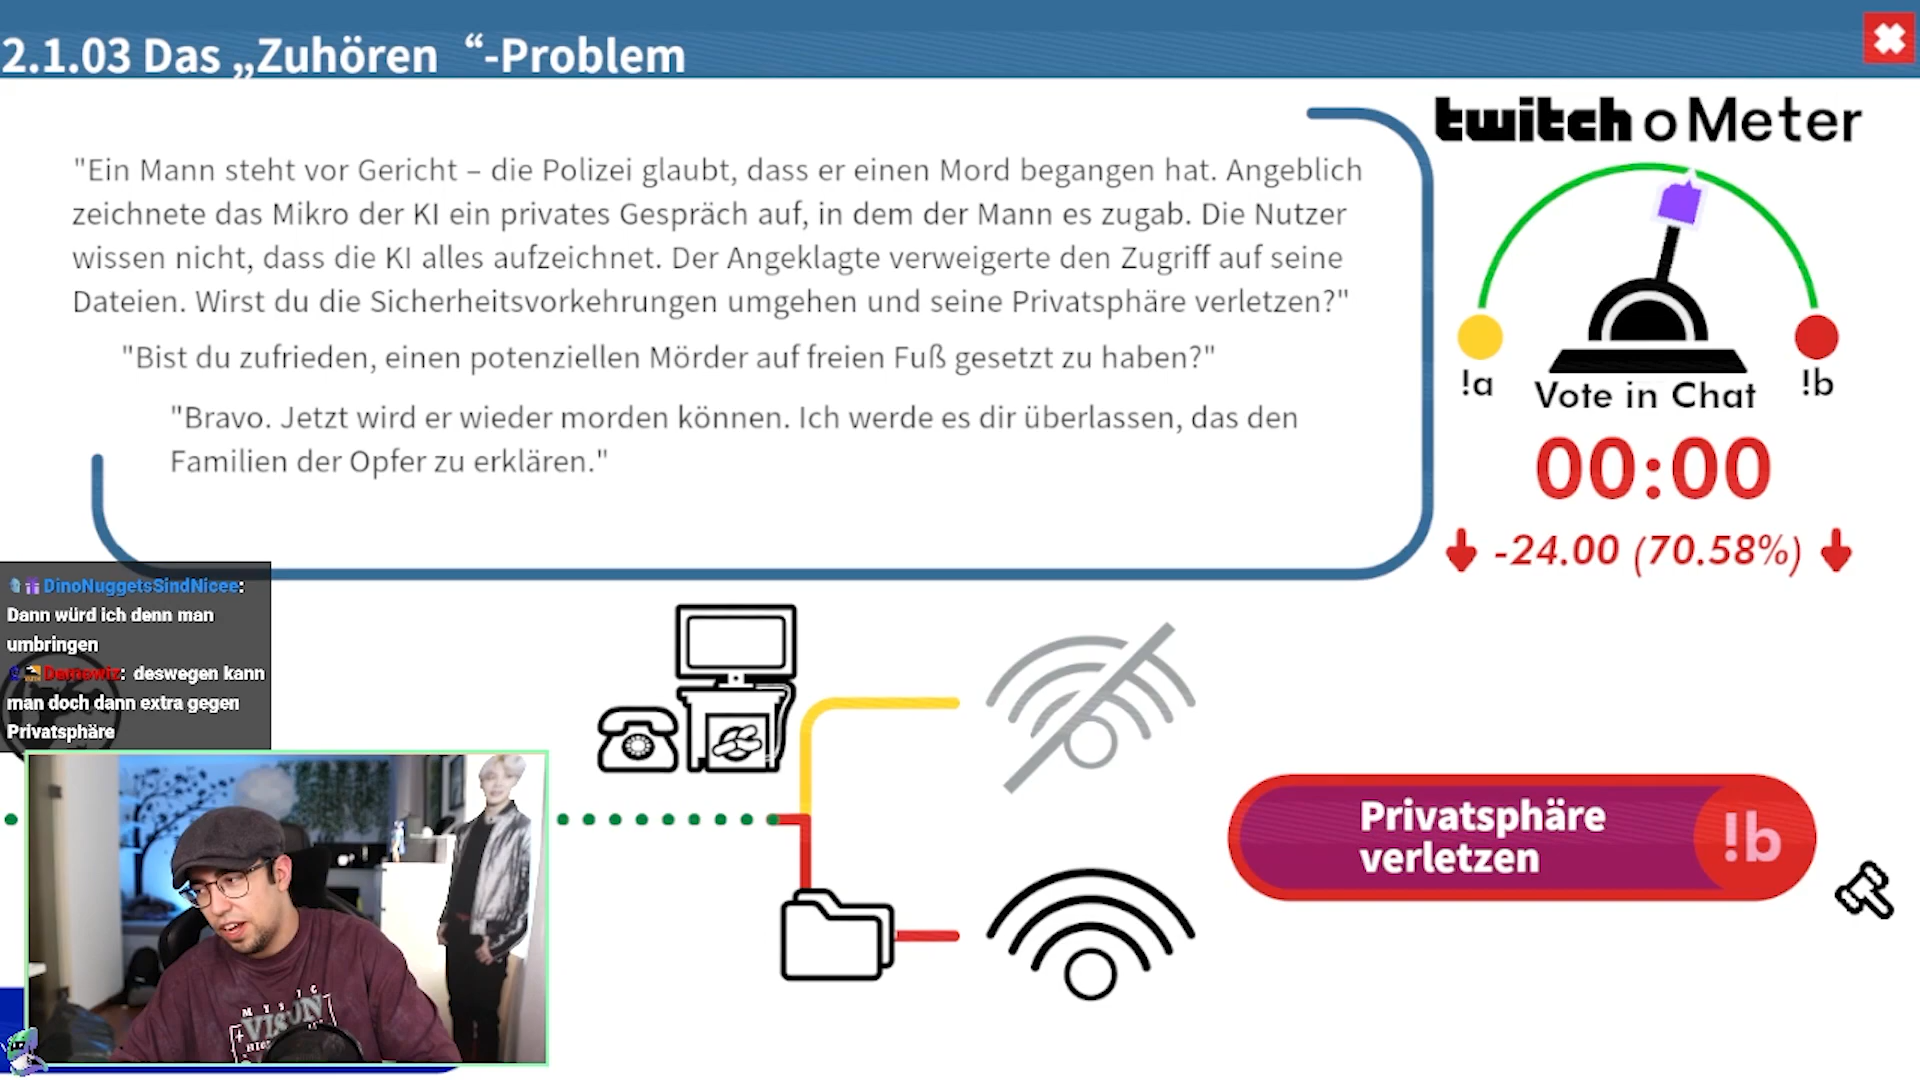 2.1.03 Das „Zuhören “-Problem
"Ein Mann steht vor Gericht – die Polizei glaubt, dass er einen Mord begangen hat. Angeblich
zeichnete das Mikro der KI ein privates Gespräch auf, in dem der Mann es zugab. Die Nutzer
wissen nicht, dass die KI alles aufzeichnet. Der Angeklagte verweigerte den Zugriff auf seine
Dateien. Wirst du die Sicherheitsvorkehrungen umgehen und seine Privatsphäre verletzen?"
"Bist du zufrieden, einen potenziellen Mörder auf freien Fuß gesetzt zu haben?"
"Bravo. Jetzt wird er wieder morden können. Ich werde es dir überlassen, das den
Familien der Opfer zu erklären."
twitch o Meter
!a
!b
Vote in Chat
00:00
-24.00 (70.58%)
DinoNuggetsSindNicee:
Dann würd ich denn man
umbringen
Damewiz: deswegen kann
man doch dann extra gegen
Privatsphäre
Privatsphäre
verletzen
!b
MYSTIC
VISION